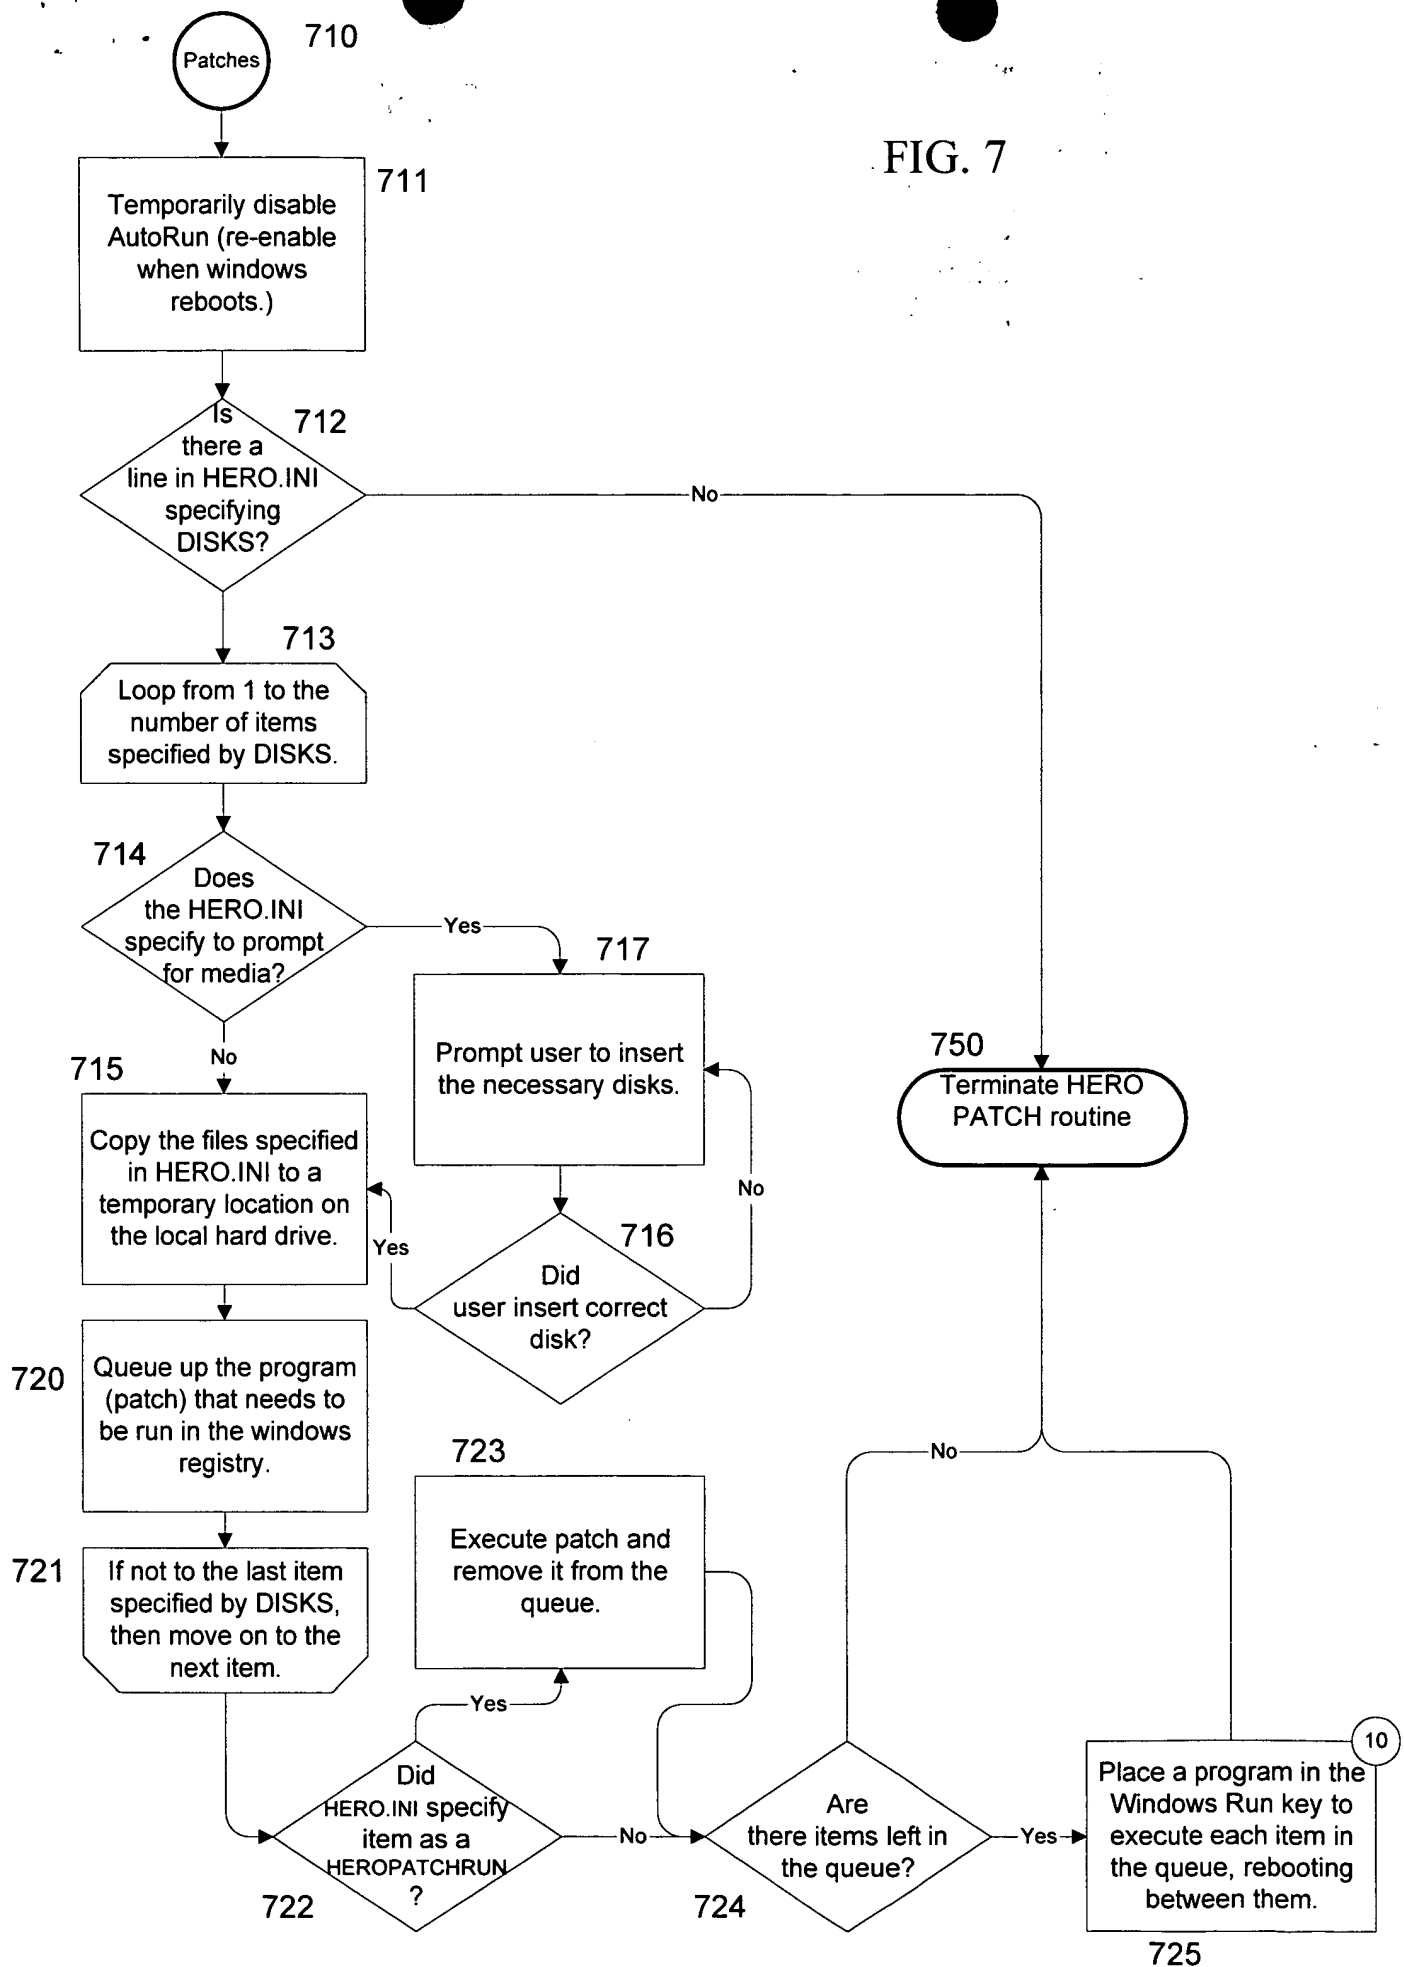 710
Patches
FIG. 7
711
Temporarily disable
AutoRun (re-enable
when windows
reboots.)
712
Is
there a
line in HERO.INI
specifying
DISKS?
No
713
Loop from 1 to the
number of items
specified by DISKS.
714
Does
the HERO.INI
specify to prompt
for media?
Yes
717
Prompt user to insert
the necessary disks.
No
715
Copy the files specified
in HERO.INI to a
temporary location on
the local hard drive.
Yes
No
716
Did
user insert correct
disk?
750
Terminate HERO
PATCH routine
720
Queue up the program
(patch) that needs to
be run in the windows
registry.
721
If not to the last item
specified by DISKS,
then move on to the
next item.
723
Execute patch and
remove it from the
queue.
Yes
722
Did
HERO.INI specify
item as a
HEROPATCHRUN
?
No
724
Are
there items left in
the queue?
No
Yes
10
Place a program in the
Windows Run key to
execute each item in
the queue, rebooting
between them.
725